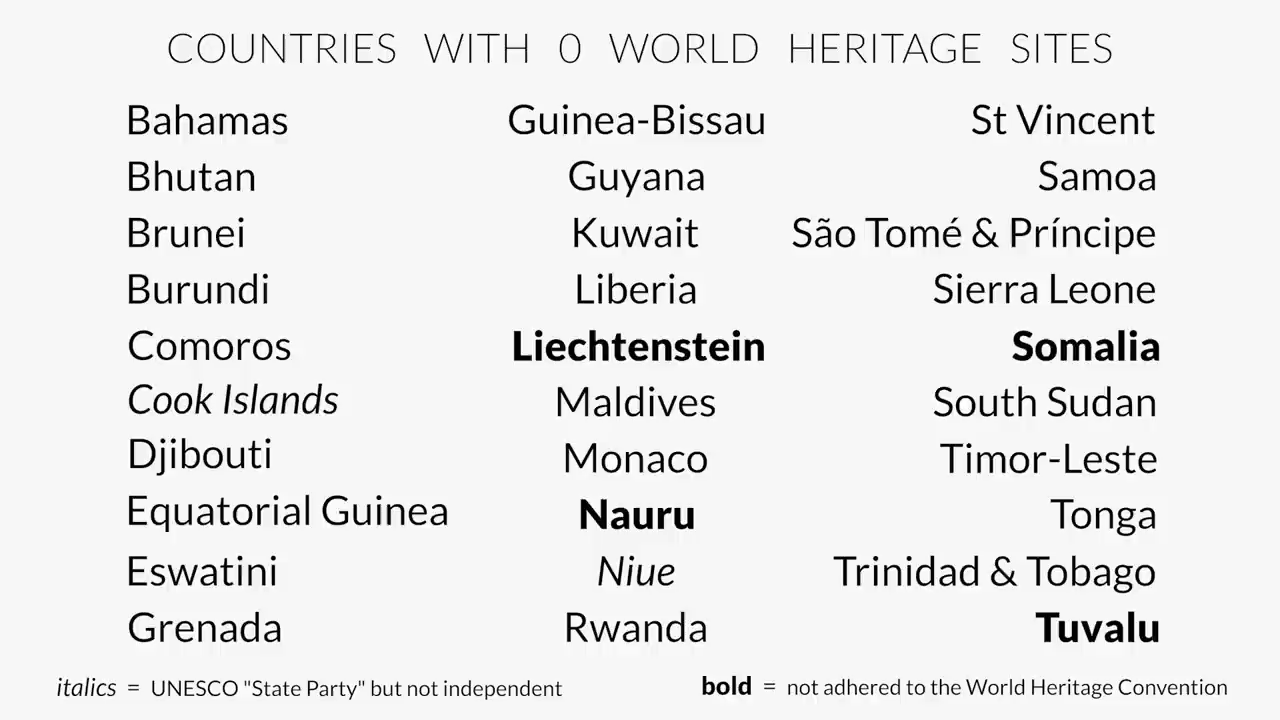 COUNTRIES WITH 0 WORLD HERITAGE SITES
Bahamas
Bhutan
Brunei
Burundi
Comoros
Cook Islands
Djibouti
Equatorial Guinea
Eswatini
Grenada
Guinea-Bissau
Guyana
Kuwait
Liberia
Liechtenstein
Maldives
Monaco
Nauru
Niue
Rwanda
St Vincent
Samoa
São Tomé & Príncipe
Sierra Leone
Somalia
South Sudan
Timor-Leste
Tonga
Trinidad & Tobago
Tuvalu
italics = UNESCO "State Party" but not independent
bold = not adhered to the World Heritage Convention